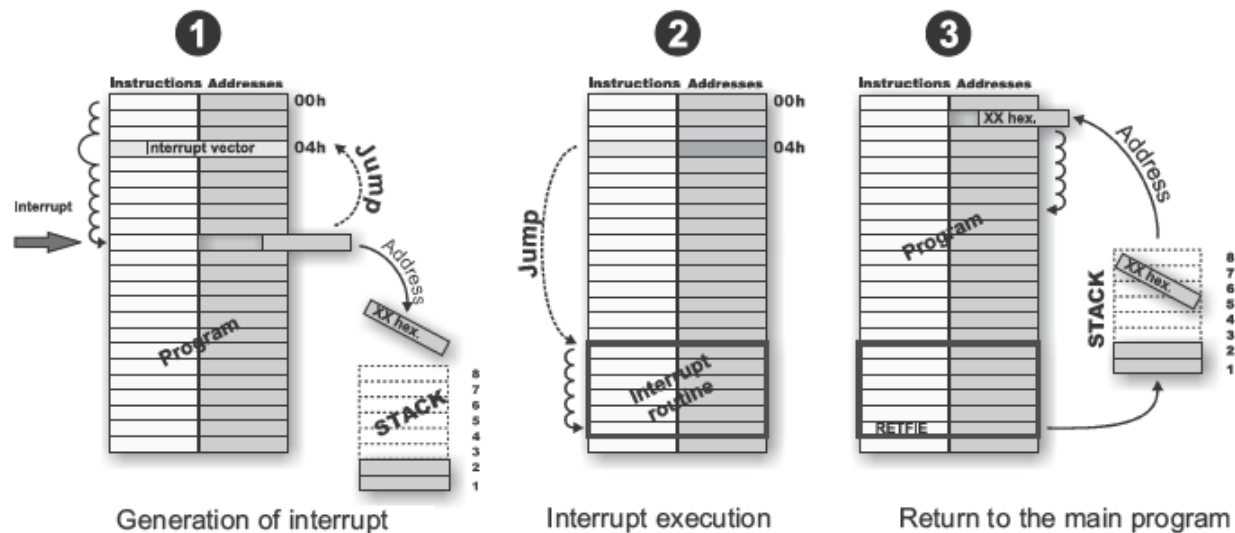 1
Instructions Addresses
00h
Interrupt vector
04h
Jump
Interrupt
Address
XX hex.
Program
STACK
8
7
6
5
4
3
2
1
Generation of interrupt
2
Instructions Addresses
00h
04h
Jump
Interrupt
routine
Interrupt execution
3
Instructions Addresses
XX hex.
Address
Program
STACK
XX hex.
8
7
6
5
4
3
2
1
RETFIE
Return to the main program